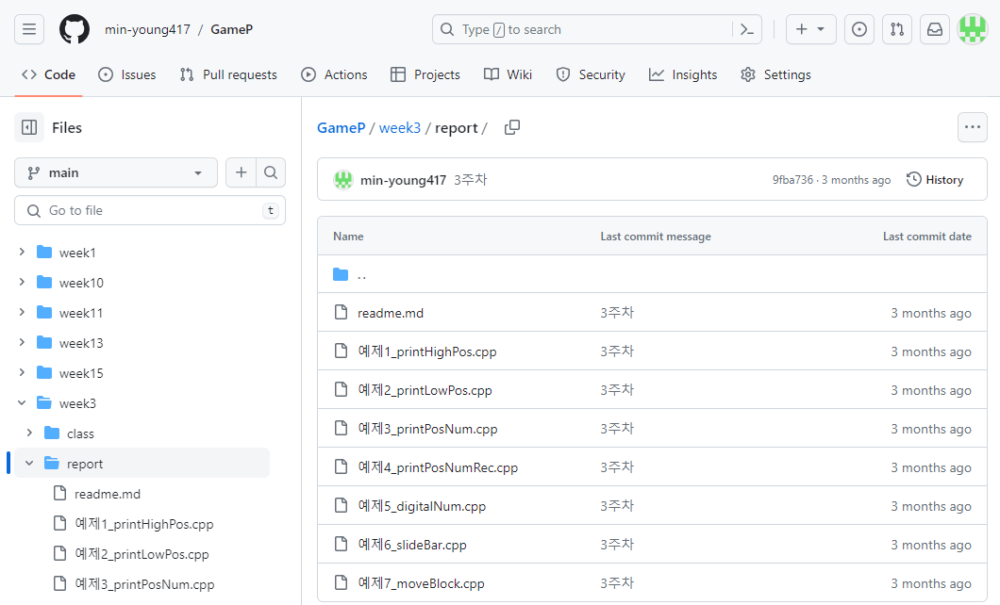 min-young417 / GameP
Type / to search
Code Issues Pull requests Actions Projects Wiki Security Insights Settings
Files
main
Go to file t
week1
week10
week11
week13
week15
week3
class
report
readme.md
예제1_printHighPos.cpp
예제2_printLowPos.cpp
예제3_printPosNum.cpp
GameP / week3 / report /
min-young417 3주차 9fba736 · 3 months ago History
Name Last commit message Last commit date
..
readme.md 3주차 3 months ago
예제1_printHighPos.cpp 3주차 3 months ago
예제2_printLowPos.cpp 3주차 3 months ago
예제3_printPosNum.cpp 3주차 3 months ago
예제4_printPosNumRec.cpp 3주차 3 months ago
예제5_digitalNum.cpp 3주차 3 months ago
예제6_slideBar.cpp 3주차 3 months ago
예제7_moveBlock.cpp 3주차 3 months ago